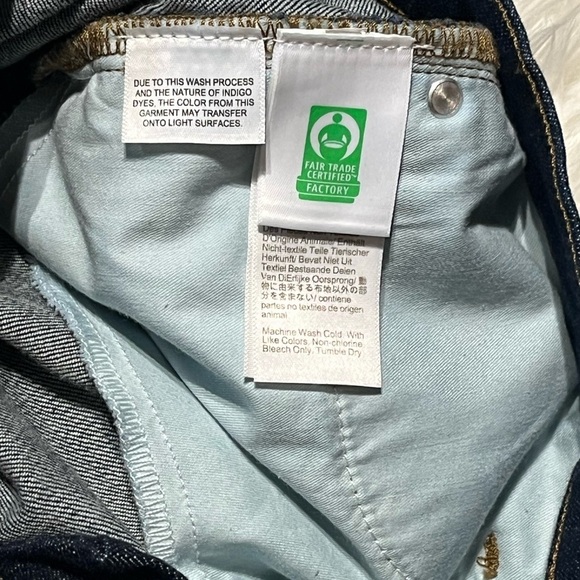 DUE TO THIS WASH PROCESS
AND THE NATURE OF INDIGO
DYES, THE COLOR FROM THIS
GARMENT MAY TRANSFER
ONTO LIGHT SURFACES.
FAIR TRADE
CERTIFIED™
FACTORY
D'Origine Animale/ Enthält
Nicht-textile Teile Tierischer
Herkunft/ Bevat Niet Uit
Textiel Bestaande Delen
Van DiErlijke Oorsprong/ 動
物に由来する布地以外の部
分を含まない/ contiene
partes no textiles de origen
animal
Machine Wash Cold. With
Like Colors. Non-chlorine
Bleach Only. Tumble Dry